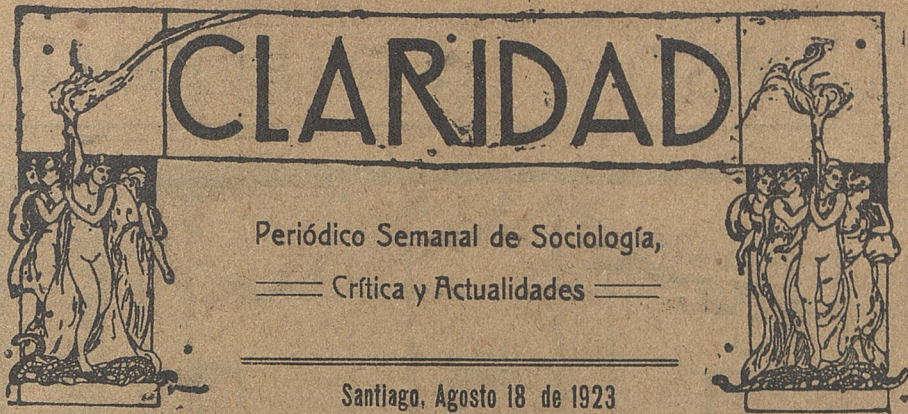 CLARIDAD
Periódico Semanal de Sociología,
Crítica y Actualidades
Santiago, Agosto 18 de 1923